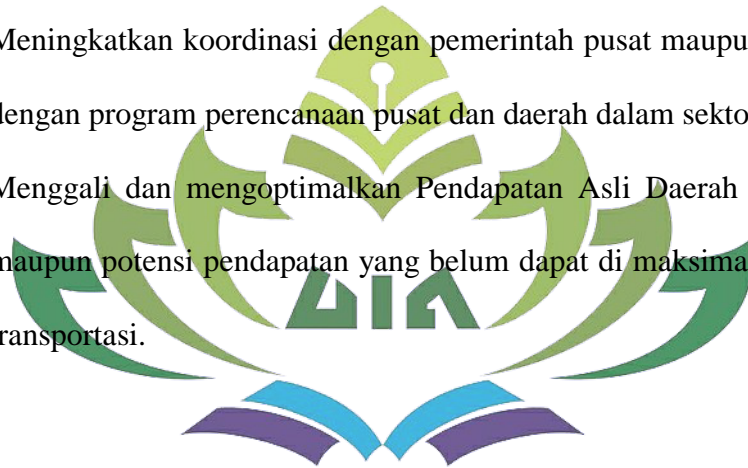 Meningkatkan koordinasi dengan pemerintah pusat maupu
dengan program perencanaan pusat dan daerah dalam sekto
Menggali dan mengoptimalkan Pendapatan Asli Daerah
maupun potensi pendapatan yang belum dapat di maksima
transportasi.